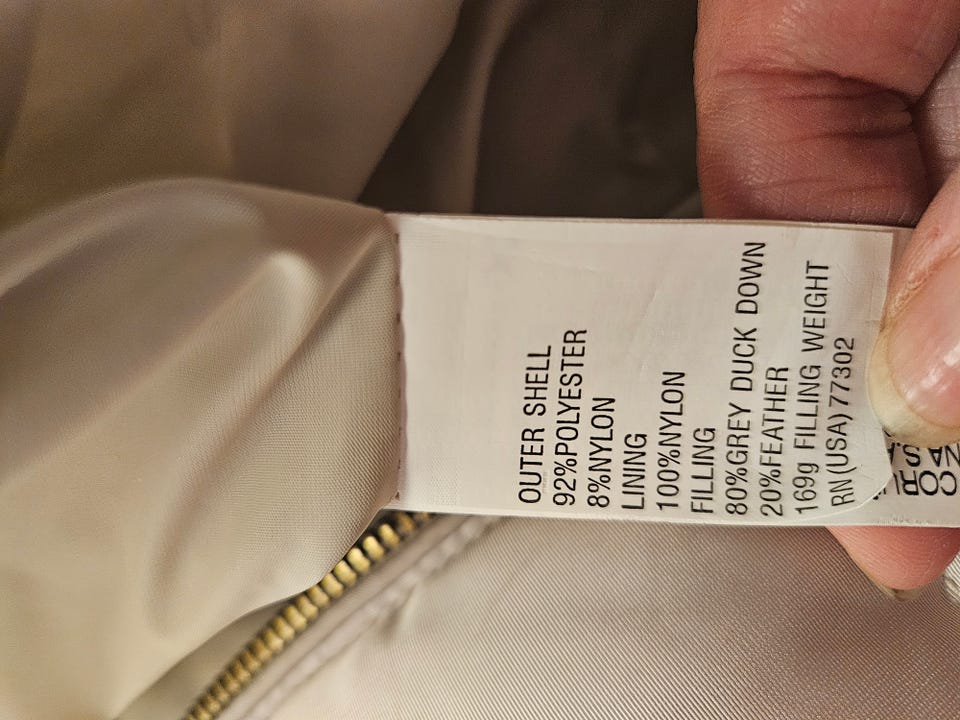 OUTER SHELL
92%POLYESTER
8%NYLON
LINING
100%NYLON
FILLING
80%GREY DUCK DOWN
20%FEATHER
169g FILLING WEIGHT
RN(USA)77302